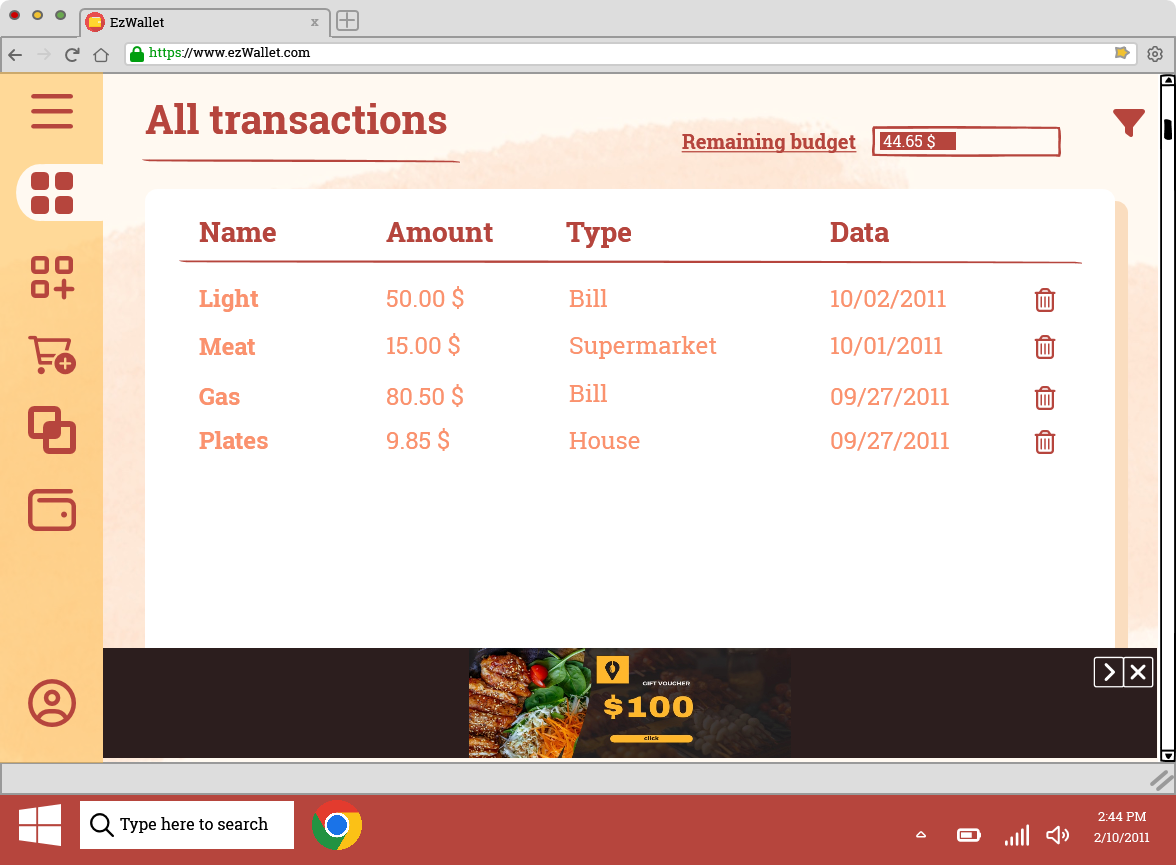 EzWallet
x
https://www.ezWallet.com
All transactions
Remaining budget
44.65 $
Name Amount Type Data
Light 50.00 $ Bill 10/02/2011
Meat 15.00 $ Supermarket 10/01/2011
Gas 80.50 $ Bill 09/27/2011
Plates 9.85 $ House 09/27/2011
GIFT VOUCHER
$100
click
Type here to search
2:44 PM
2/10/2011